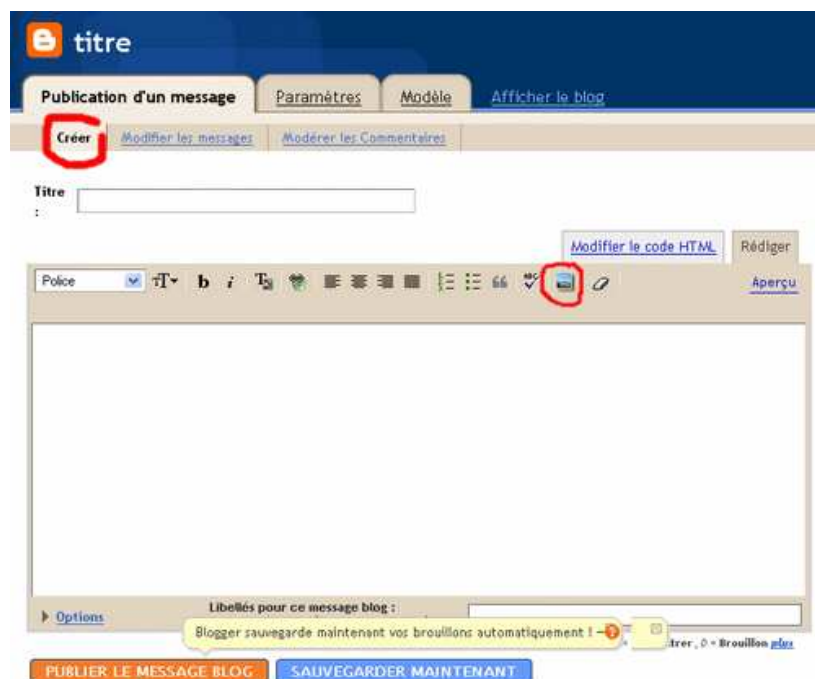 titre
Publication d'un message Paramètres Modèle Afficher le blog
Créer Modifier les messages Modérer les Commentaires
Titre
:
Modifier le code HTML Rédiger
Police T b i ABC Aperçu
Options Libellés pour ce message blog :
Blogger sauvegarde maintenant vos brouillons automatiquement ! trer , D = Brouillon plus
PUBLIER LE MESSAGE BLOG SAUVEGARDER MAINTENANT